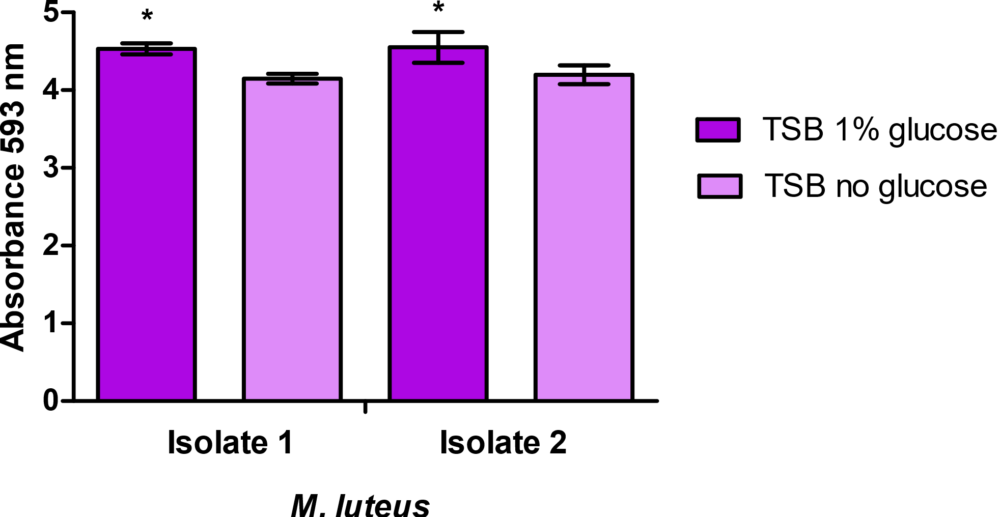 Absorbance 593 nm
5
4
3
2
1
0
*
*
TSB 1% glucose
TSB no glucose
Isolate 1
Isolate 2
M. luteus